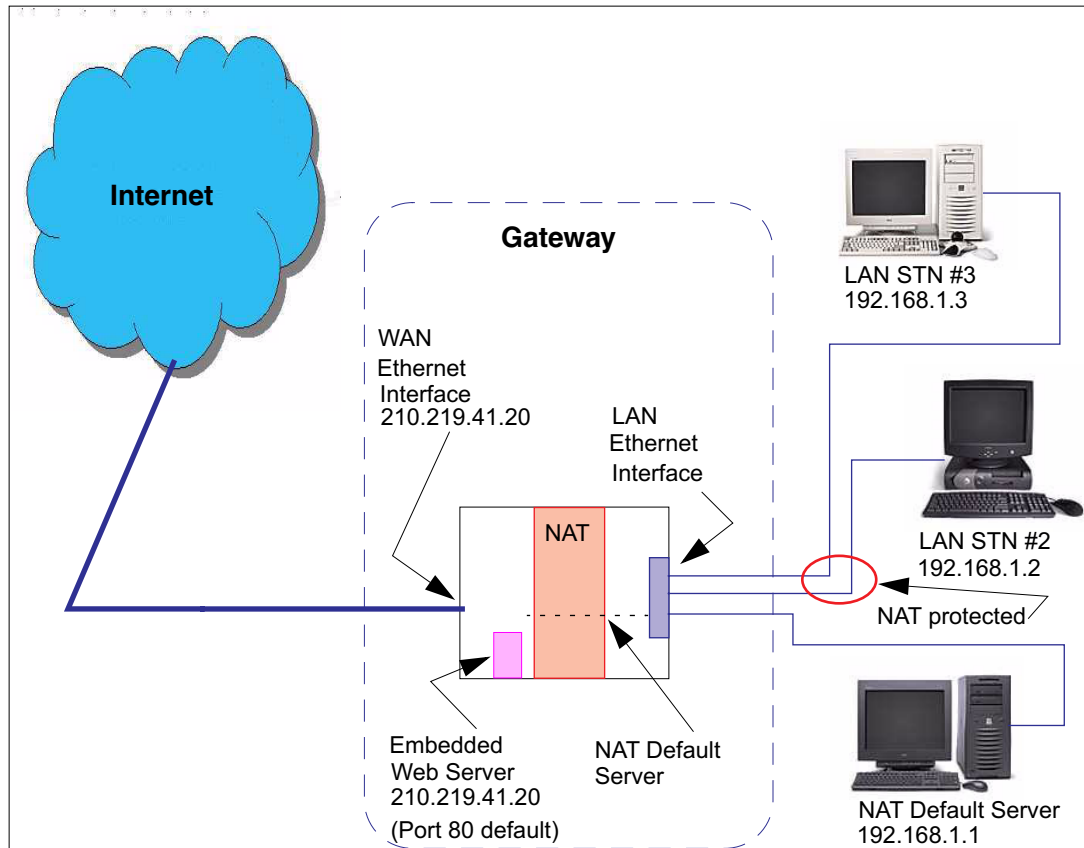 Internet
Gateway
WAN
Ethernet
Interface
210.219.41.20
LAN
Ethernet
Interface
NAT
Embedded
Web Server
210.219.41.20
(Port 80 default)
NAT Default
Server
LAN STN #3
192.168.1.3
LAN STN #2
192.168.1.2
NAT protected
NAT Default Server
192.168.1.1